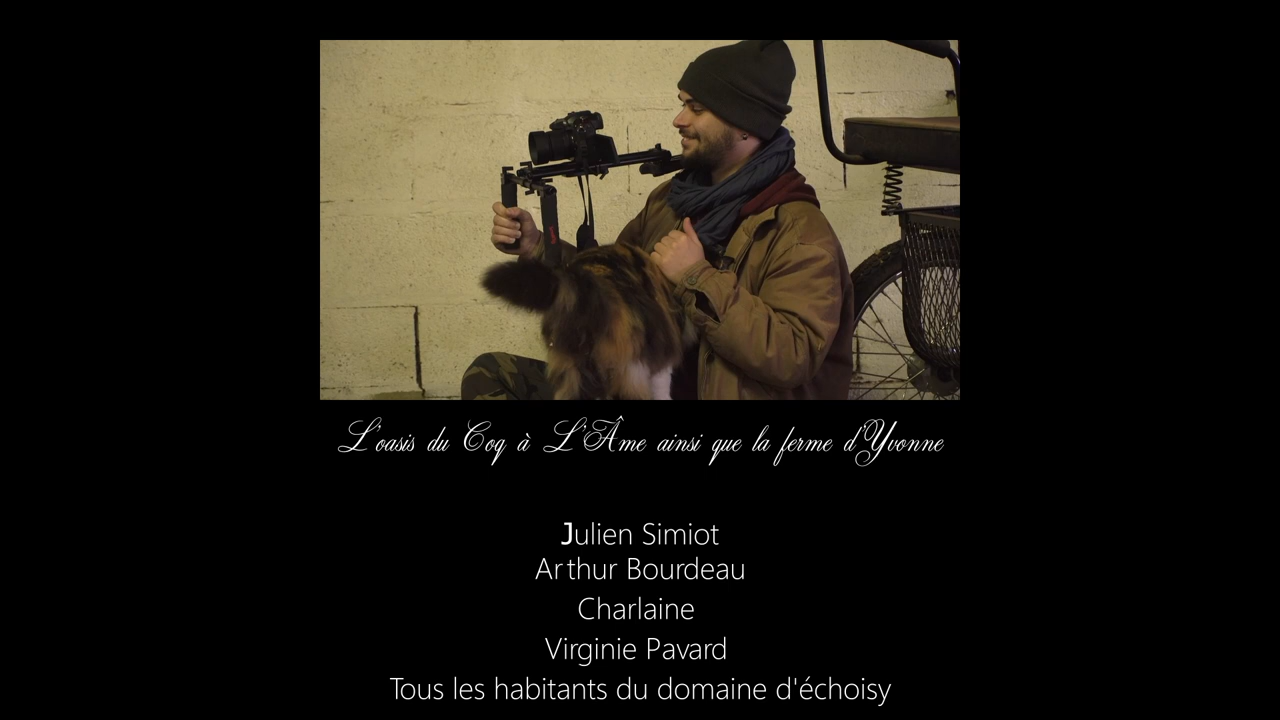 L'oasis du Coq à L'Âme ainsi que la ferme d'Yvonne
Julien Simiot
Arthur Bourdeau
Charlaine
Virginie Pavard
Tous les habitants du domaine d'échoisy